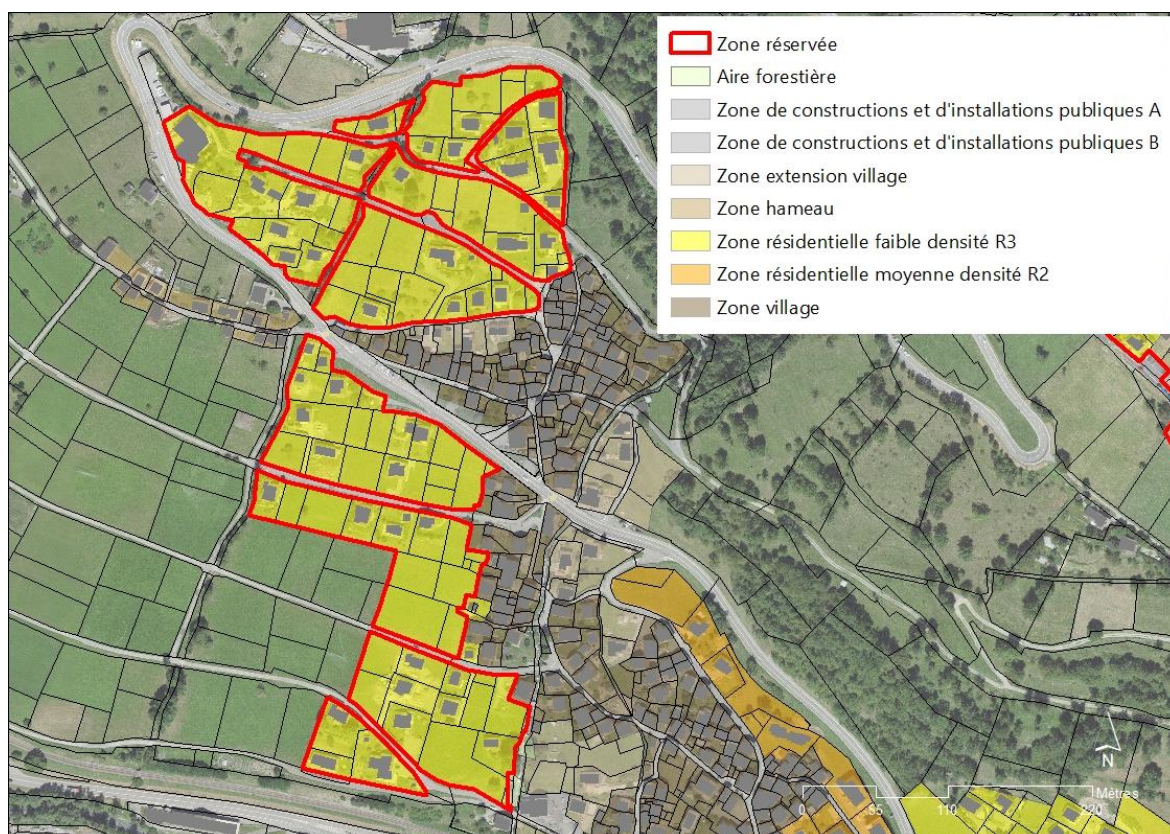 Zone réservée
Aire forestière
Zone de constructions et d'installations publiques A
Zone de constructions et d'installations publiques B
Zone extension village
Zone hameau
Zone résidentielle faible densité R3
Zone résidentielle moyenne densité R2
Zone village
N
Mètres
0 55 110 220